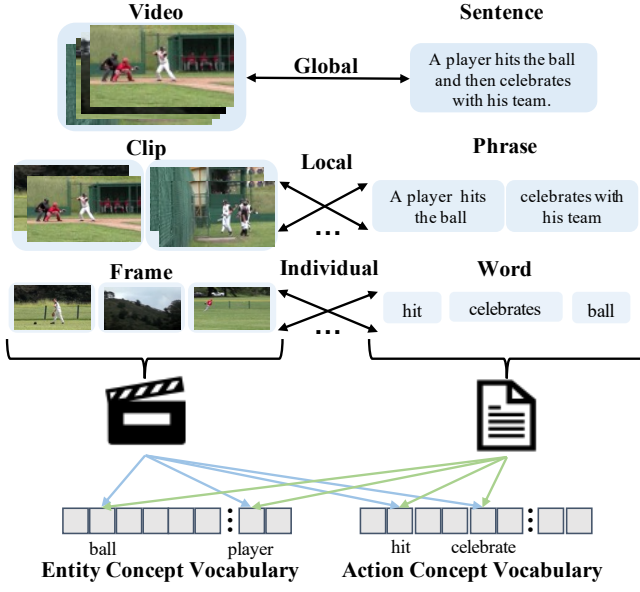 Video
Sentence
Global
A player hits the ball
and then celebrates
with his team.
Clip
Local
Phrase
A player hits
the ball
celebrates with
his team
...
Frame
Individual
Word
hit
celebrates
ball
...
ball
player
hit
celebrate
Entity Concept Vocabulary
Action Concept Vocabulary